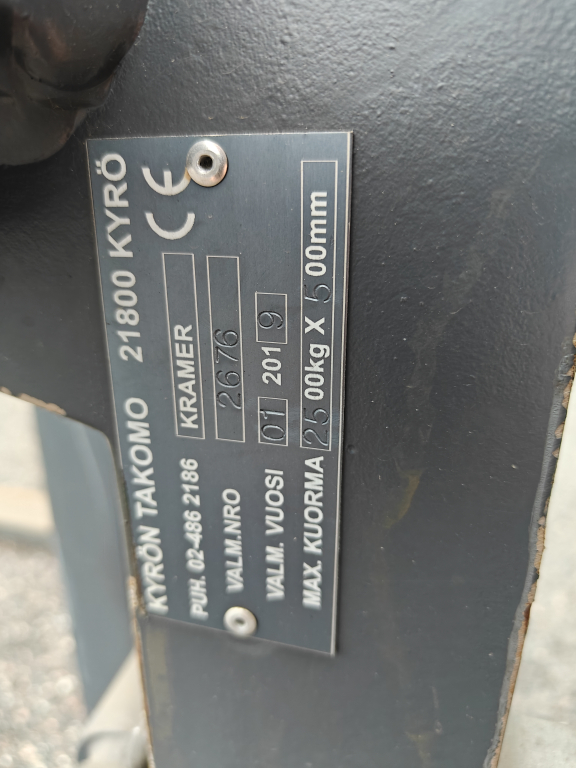 KYRÖN TAKOMO 21800 KYRÖ
PUH. 02-486 2186 KRAMER CE
VALM.NRO 2676
VALM. VUOSI 01 2019
MAX. KUORMA 2500kg X 500mm